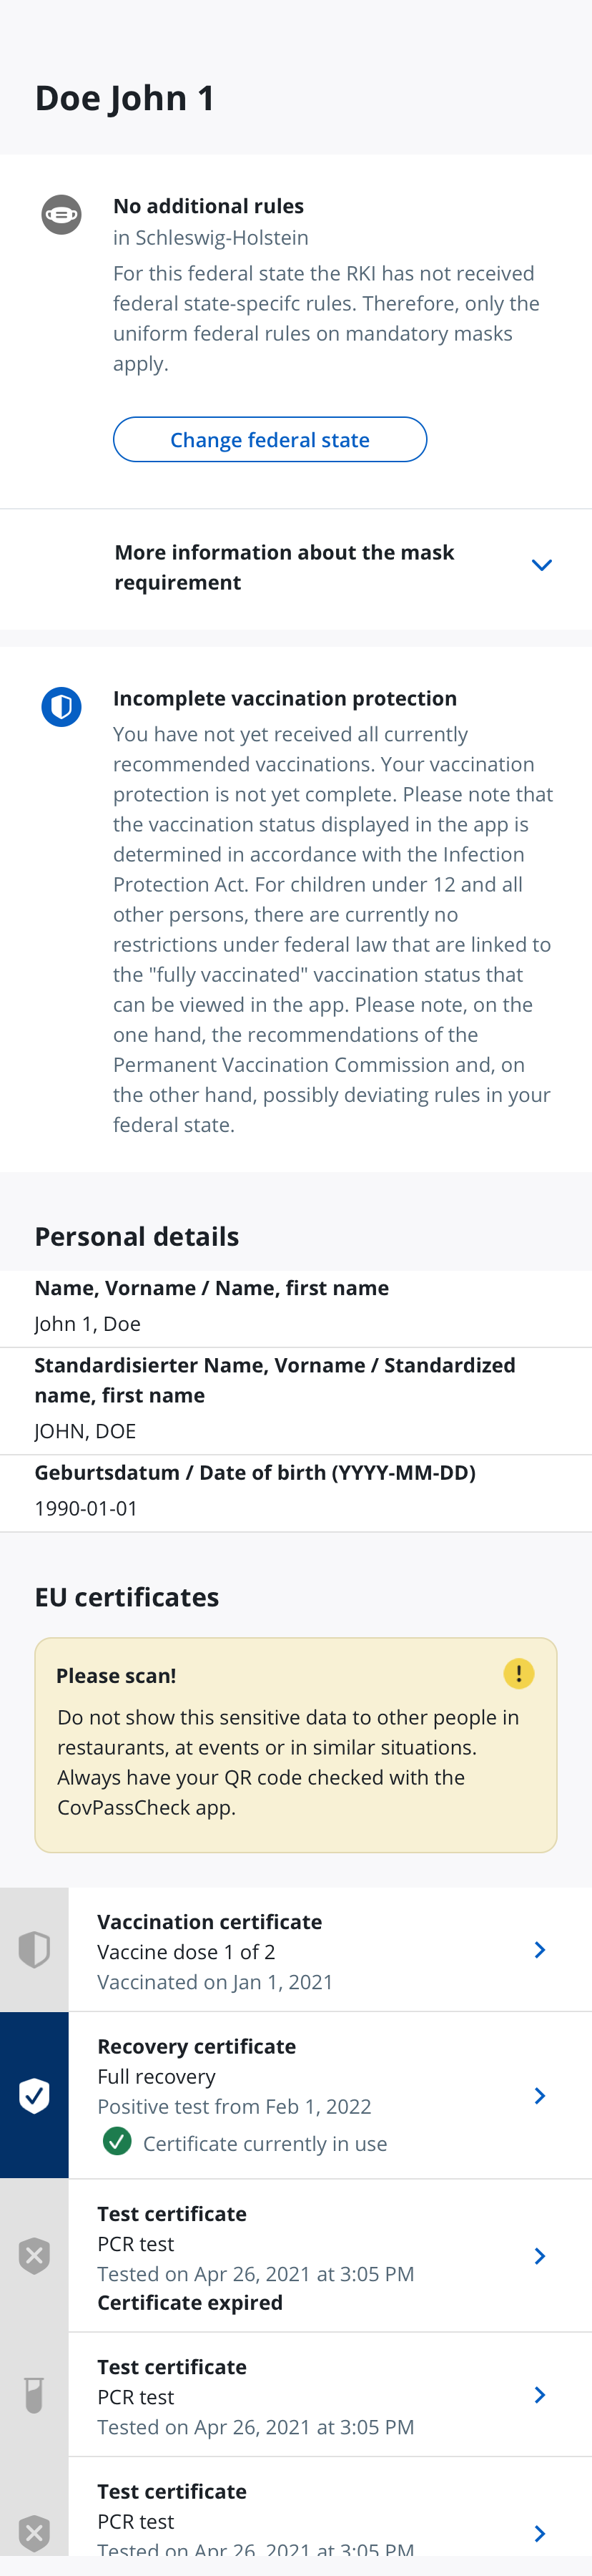 Doe John 1
No additional rules
in Schleswig-Holstein
For this federal state the RKI has not received
federal state-specifc rules. Therefore, only the
uniform federal rules on mandatory masks
apply.
Change federal state
More information about the mask
requirement
Incomplete vaccination protection
You have not yet received all currently
recommended vaccinations. Your vaccination
protection is not yet complete. Please note that
the vaccination status displayed in the app is
determined in accordance with the Infection
Protection Act. For children under 12 and all
other persons, there are currently no
restrictions under federal law that are linked to
the "fully vaccinated" vaccination status that
can be viewed in the app. Please note, on the
one hand, the recommendations of the
Permanent Vaccination Commission and, on
the other hand, possibly deviating rules in your
federal state.
Personal details
Name, Vorname / Name, first name
John 1, Doe
Standardisierter Name, Vorname / Standardized
name, first name
JOHN, DOE
Geburtsdatum / Date of birth (YYYY-MM-DD)
1990-01-01
EU certificates
Please scan!
Do not show this sensitive data to other people in
restaurants, at events or in similar situations.
Always have your QR code checked with the
CovPassCheck app.
Vaccination certificate
Vaccine dose 1 of 2
Vaccinated on Jan 1, 2021
Recovery certificate
Full recovery
Positive test from Feb 1, 2022
Certificate currently in use
Test certificate
PCR test
Tested on Apr 26, 2021 at 3:05 PM
Certificate expired
Test certificate
PCR test
Tested on Apr 26, 2021 at 3:05 PM
Test certificate
PCR test
Tested on Apr 26, 2021 at 3:05 PM